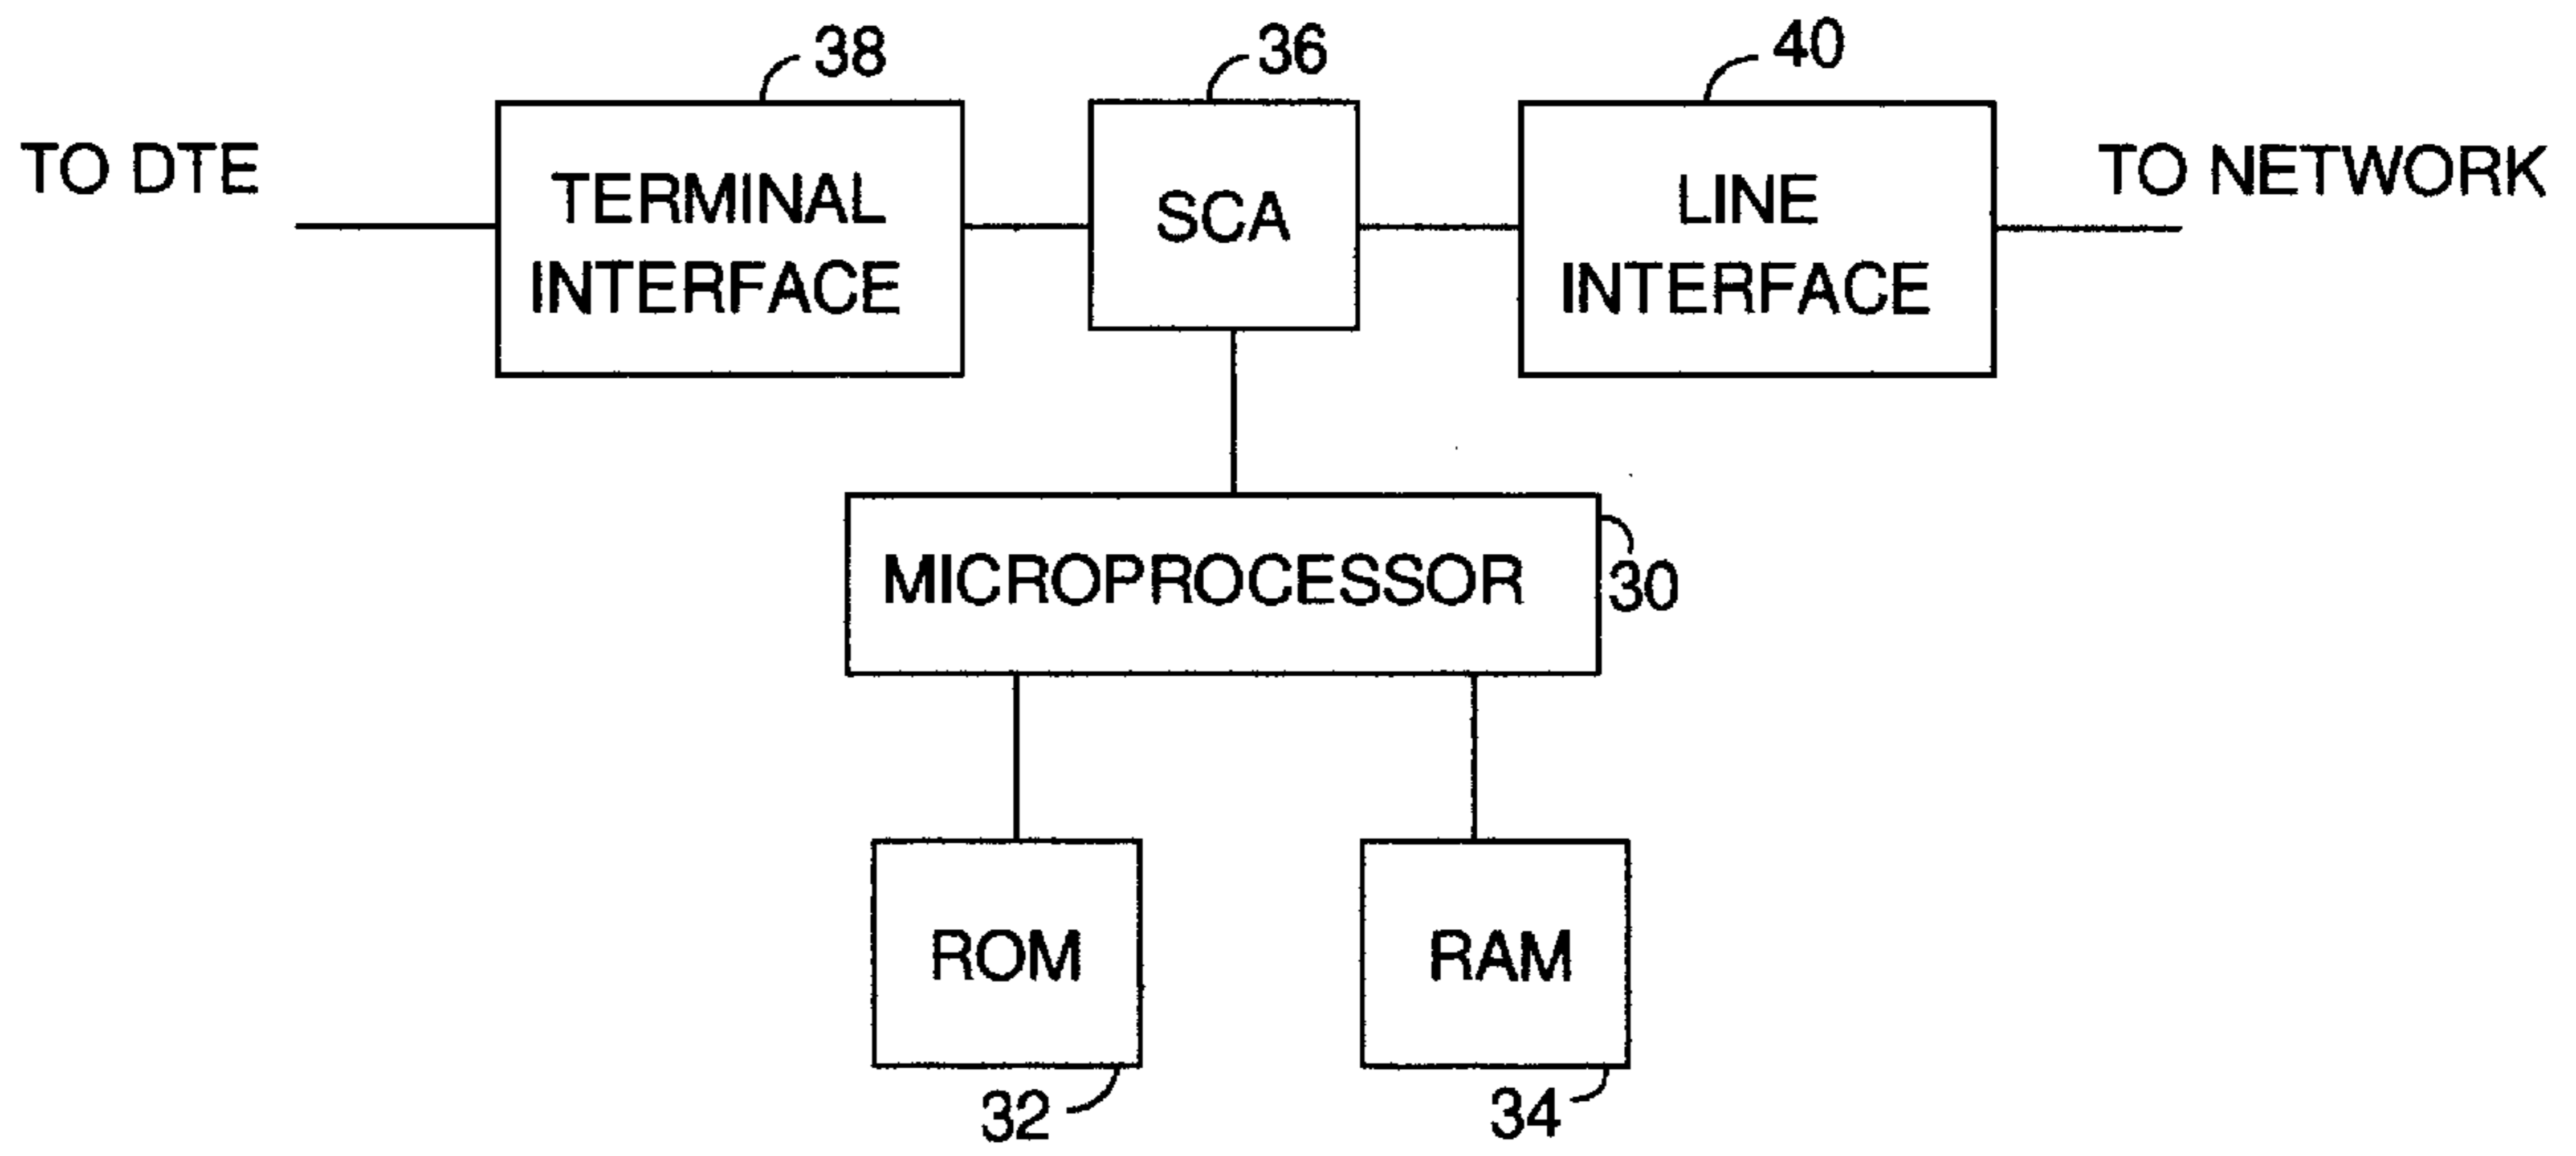 38
36
40
TO DTE
TERMINAL
INTERFACE
SCA
LINE
INTERFACE
TO NETWORK
MICROPROCESSOR
30
ROM
RAM
32
34